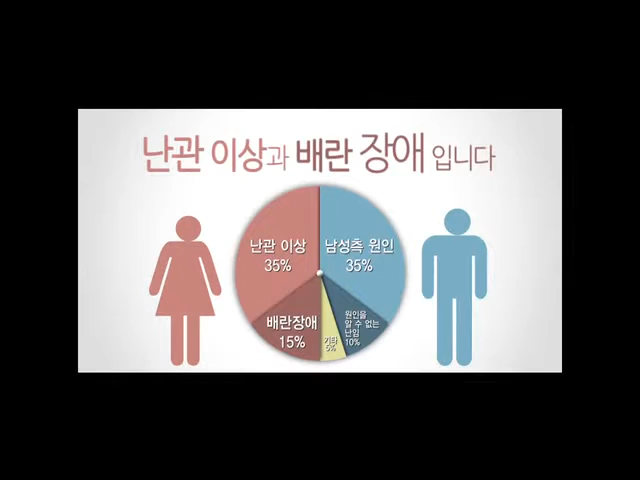 난관 이상과 배란 장애 입니다
난관 이상
35%
남성측 원인
35%
배란장애
15%
기타
5%
원인을
알 수 없는
난임
10%